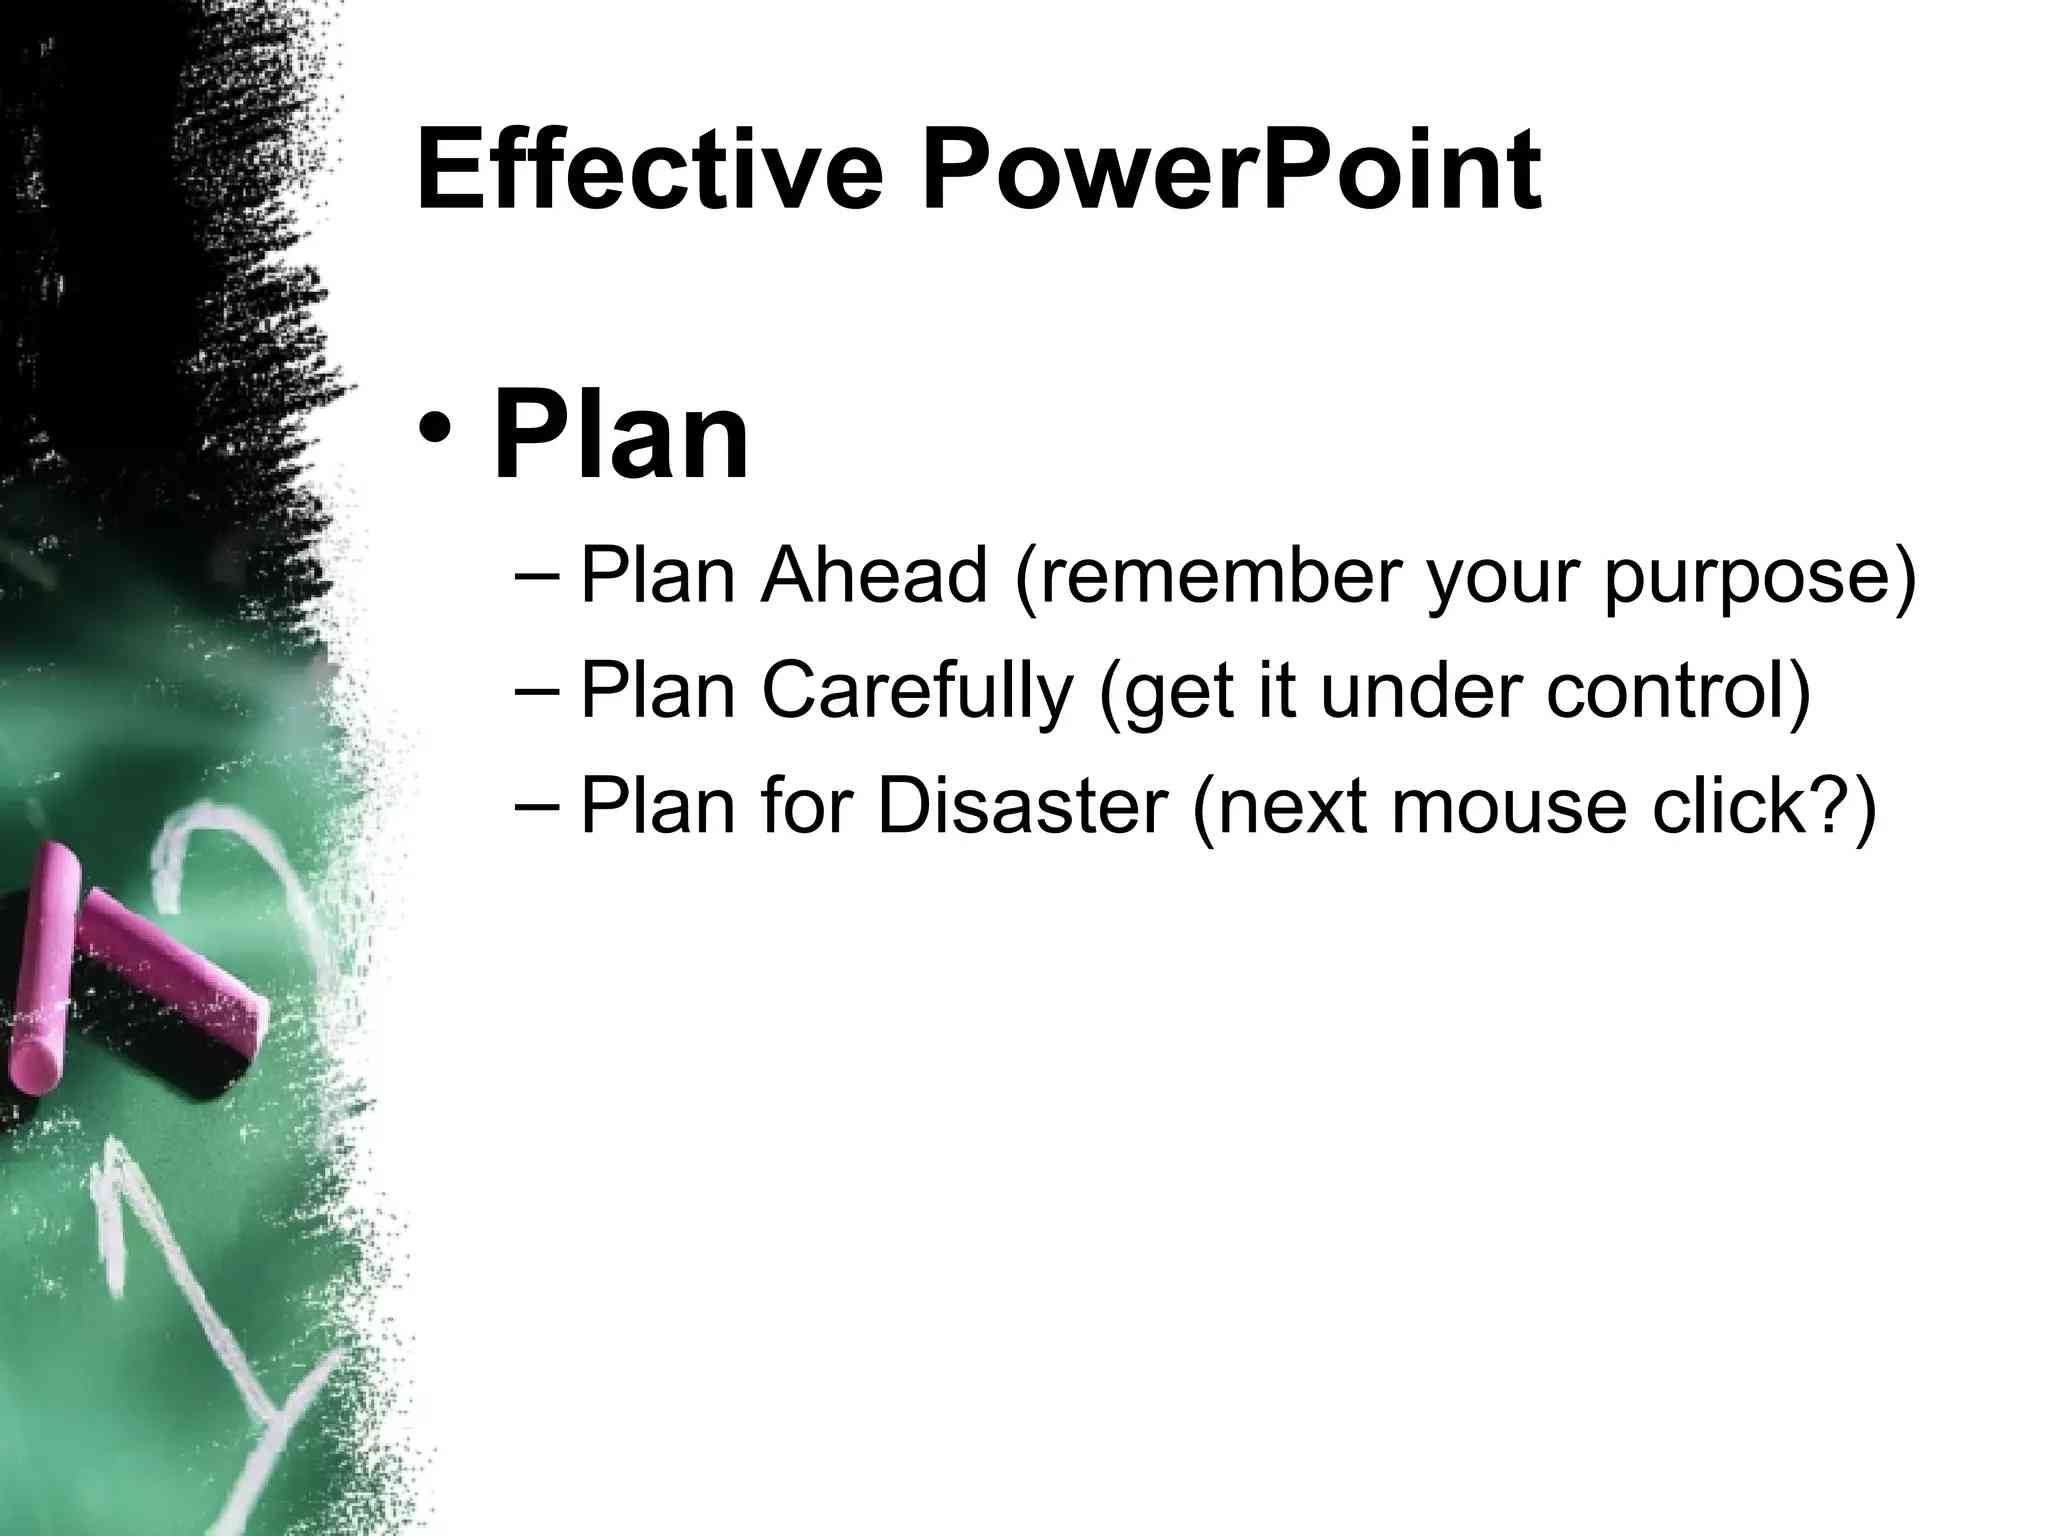 Effective PowerPoint
• Plan
– Plan Ahead (remember your purpose)
– Plan Carefully (get it under control)
– Plan for Disaster (next mouse click?)